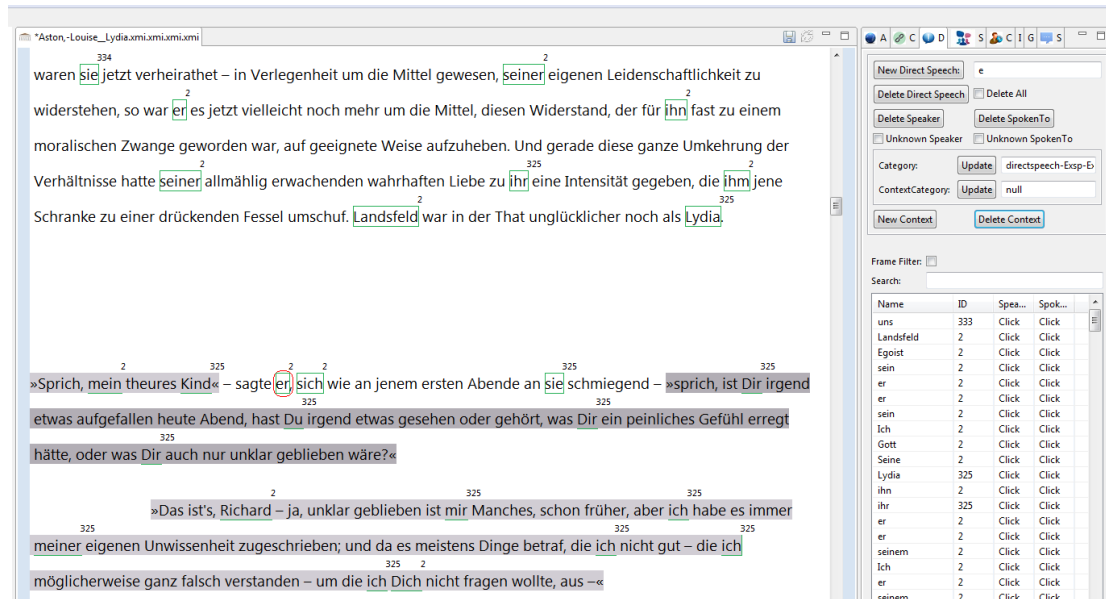 *Aston,-Louise__Lydia.xmi.xmi.xmi.xmi
334 2
waren sie jetzt verheirathet – in Verlegenheit um die Mittel gewesen, seiner eigenen Leidenschaftlichkeit zu
2 2
widerstehen, so war er es jetzt vielleicht noch mehr um die Mittel, diesen Widerstand, der für ihn fast zu einem
moralischen Zwange geworden war, auf geeignete Weise aufzuheben. Und gerade diese ganze Umkehrung der
2 325 2
Verhältnisse hatte seiner allmählig erwachenden wahrhaften Liebe zu ihr eine Intensität gegeben, die ihm jene
2 325
Schranke zu einer drückenden Fessel umschuf. Landsfeld war in der That unglücklicher noch als Lydia.
2 325 2 2 325 325
»Sprich, mein theures Kind« – sagte er, sich wie an jenem ersten Abende an sie schmiegend – »sprich, ist Dir irgend
325 325
etwas aufgefallen heute Abend, hast Du irgend etwas gesehen oder gehört, was Dir ein peinliches Gefühl erregt
325
hätte, oder was Dir auch nur unklar geblieben wäre?«
2 325 325
»Das ist's, Richard – ja, unklar geblieben ist mir Manches, schon früher, aber ich habe es immer
325 325 325
meiner eigenen Unwissenheit zugeschrieben; und da es meistens Dinge betraf, die ich nicht gut – die ich
325 2
möglicherweise ganz falsch verstanden – um die ich Dich nicht fragen wollte, aus –«
A C D S C I G S
New Direct Speech: e
Delete Direct Speech Delete All
Delete Speaker Delete SpokenTo
Unknown Speaker Unknown SpokenTo
Category: Update directspeech-Exsp-Ex
ContextCategory: Update null
New Context Delete Context
Frame Filter:
Search:
Name ID Spea... Spok...
uns 333 Click Click
Landsfeld 2 Click Click
Egoist 2 Click Click
sein 2 Click Click
er 2 Click Click
er 2 Click Click
sein 2 Click Click
Ich 2 Click Click
Gott 2 Click Click
Seine 2 Click Click
Lydia 325 Click Click
ihn 2 Click Click
ihr 325 Click Click
er 2 Click Click
er 2 Click Click
seinem 2 Click Click
Ich 2 Click Click
er 2 Click Click
seinem 2 Click Click